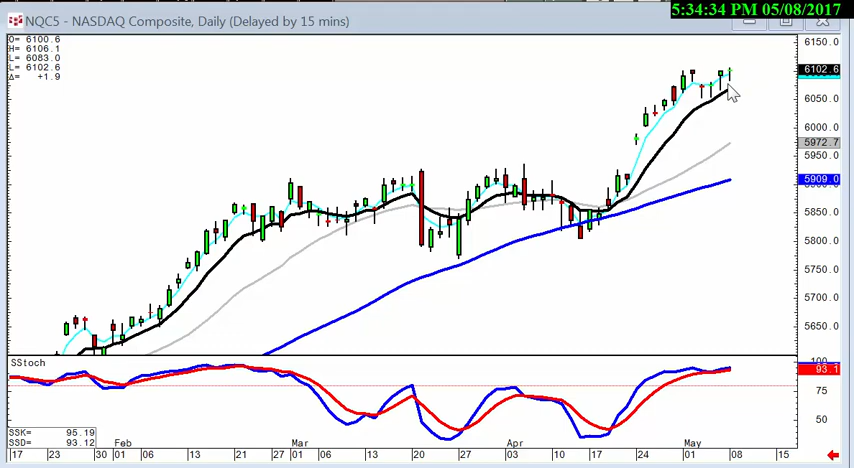 5:34:34 PM 05/08/2017
NQC5 - NASDAQ Composite, Daily (Delayed by 15 mins)
O= 6100.6
H= 6106.1
L= 6083.0
L= 6102.6
Δ= +1.9
6150.0
6102.6
6050.0
6000.0
5972.7
5950.0
5909.0
5850.0
5800.0
5750.0
5700.0
5650.0
SStoch
100
93.1
75
50
SSK= 95.19
SSD= 93.12
17 23 30 01 Feb 06 13 21 27 01 Mar 06 13 20 27 03 Apr 10 17 24 01 May 08 15